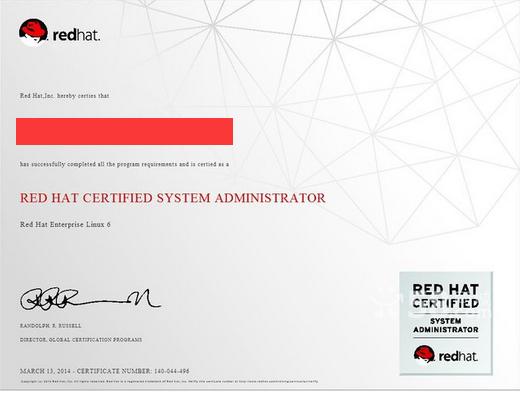 redhat.
Red Hat,Inc. hereby certies that
has successfully completed all the program requirements and is certied as a
RED HAT CERTIFIED SYSTEM ADMINISTRATOR
Red Hat Enterprise Linux 6
RANDOLPH. R. RUSSELL
DIRECTOR, GLOBAL CERTIFICATION PROGRAMS
RED HAT
CERTIFIED
SYSTEM
ADMINISTRATOR
redhat.
MARCH 13, 2014 - CERTIFICATE NUMBER: 140-044-496